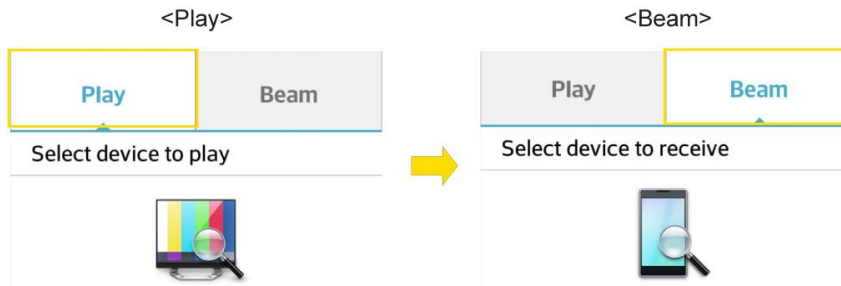 <Play>
<Beam>
Play
Beam
Select device to play
Play
Beam
Select device to receive